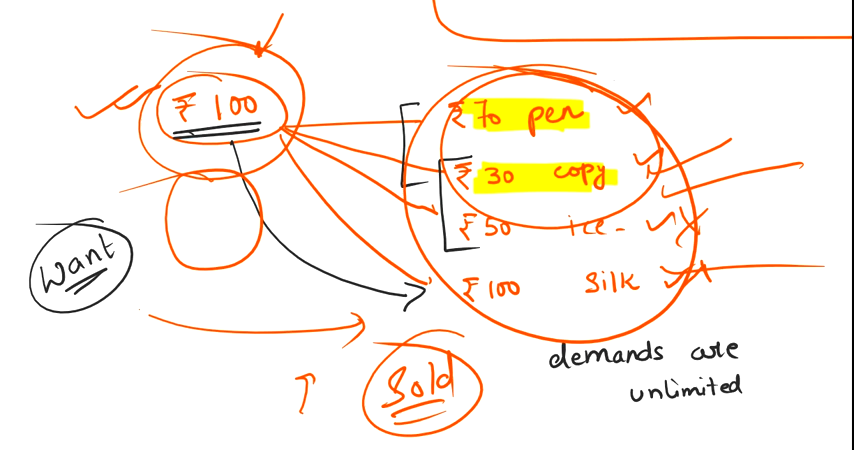 ₹ 100
₹ 70 pen
₹ 30 copy
₹ 50 ice-
₹ 100 Silk
Want
Sold
demands are
unlimited